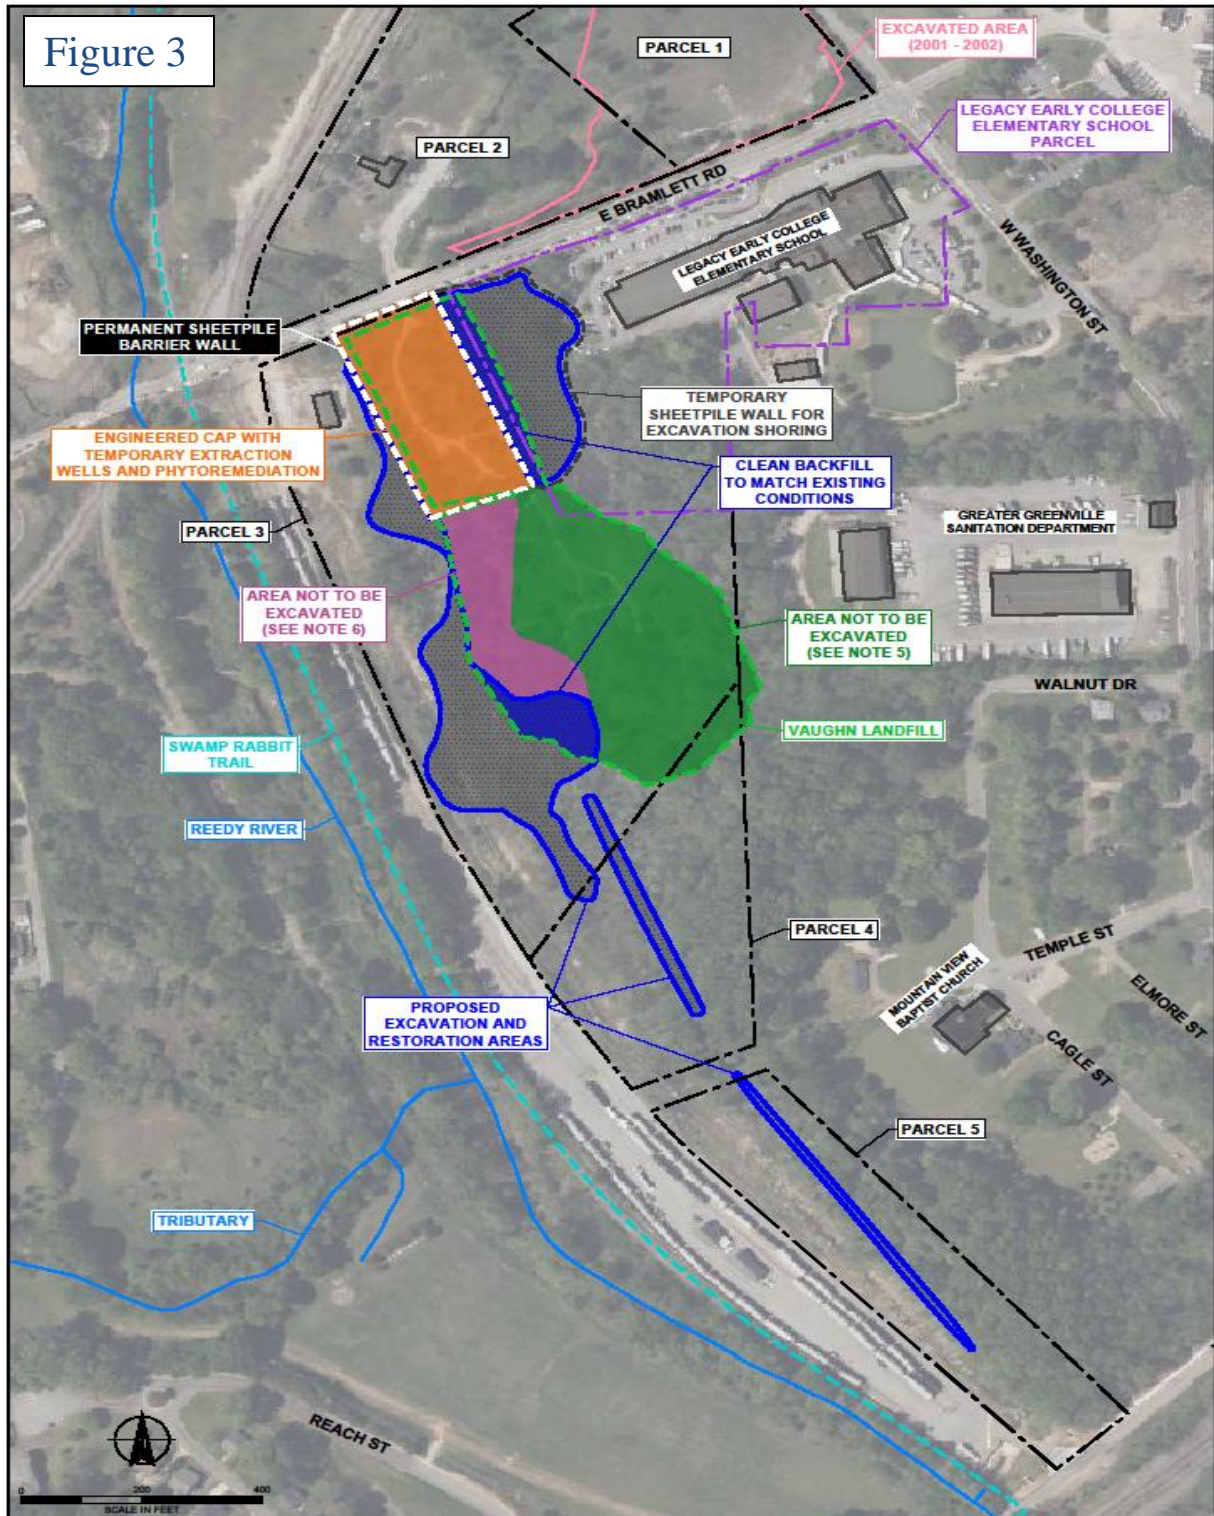 Figure 3
PARCEL 1
EXCAVATED AREA
(2001 - 2002)
LEGACY EARLY COLLEGE
ELEMENTARY SCHOOL
PARCEL
PARCEL 2
E BRAMLETT RD
LEGACY EARLY COLLEGE
ELEMENTARY SCHOOL
W WASHINGTON ST
PERMANENT SHEETPILE
BARRIER WALL
TEMPORARY
SHEETPILE WALL FOR
EXCAVATION SHORING
ENGINEERED CAP WITH
TEMPORARY EXTRACTION
WELLS AND PHYTOREMEDIATION
CLEAN BACKFILL
TO MATCH EXISTING
CONDITIONS
GREATER GREENVILLE
SANITATION DEPARTMENT
PARCEL 3
AREA NOT TO BE
EXCAVATED
(SEE NOTE 6)
AREA NOT TO BE
EXCAVATED
(SEE NOTE 5)
WALNUT DR
SWAMP RABBIT
TRAIL
VAUGHN LANDFILL
REEDY RIVER
PARCEL 4
TEMPLE ST
MOUNTAIN VIEW
BAPTIST CHURCH
ELMORE ST
CAGLE ST
PROPOSED
EXCAVATION AND
RESTORATION AREAS
PARCEL 5
TRIBUTARY
REACH ST
0 200 400
SCALE IN FEET